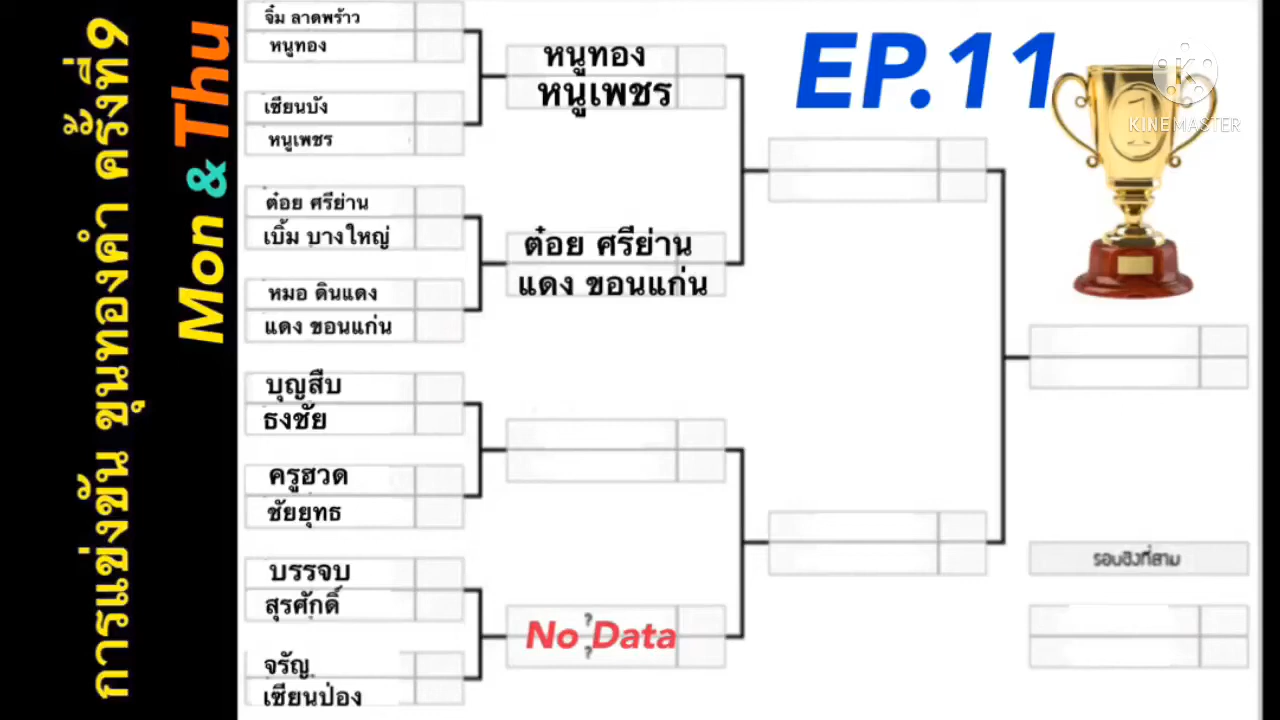 การแข่งขัน ขุนทองคำ ครั้งที่9
Mon & Thu
จิ๋ม ลาดพร้าว
หนูทอง
เซียนบัง
หนูเพชร
ต๋อย ศรีย่าน
เบิ้ม บางใหญ่
หมอ ดินแดง
แดง ขอนแก่น
บุญสืบ
ธงชัย
ครูฮวด
ชัยยุทธ
บรรจบ
สุรศักดิ์
จรัญ
เซียนป่อง
หนูทอง
หนูเพชร
ต๋อย ศรีย่าน
แดง ขอนแก่น
?
No Data
?
EP.11
1
K
KINEMASTER
รอบชิงที่สาม